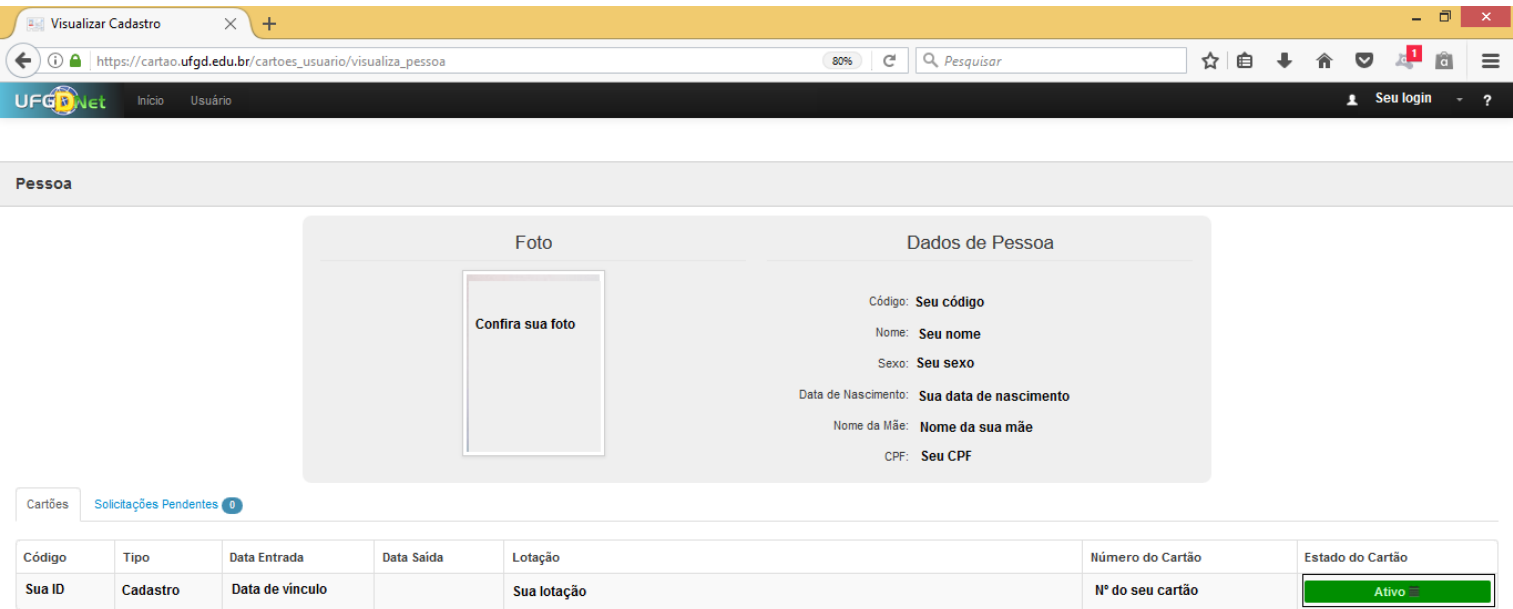 Visualizar Cadastro
https://cartao.ufgd.edu.br/cartoes_usuario/visualiza_pessoa 80% Pesquisar 1
UFGDNet Início Usuário Seu login ?
Pessoa
Foto
Confira sua foto
Dados de Pessoa
Código: Seu código
Nome: Seu nome
Sexo: Seu sexo
Data de Nascimento: Sua data de nascimento
Nome da Mãe: Nome da sua mãe
CPF: Seu CPF
Cartões Solicitações Pendentes 0
Código Tipo Data Entrada Data Saída Lotação Número do Cartão Estado do Cartão
Sua ID Cadastro Data de vínculo Sua lotação Nº do seu cartão Ativo